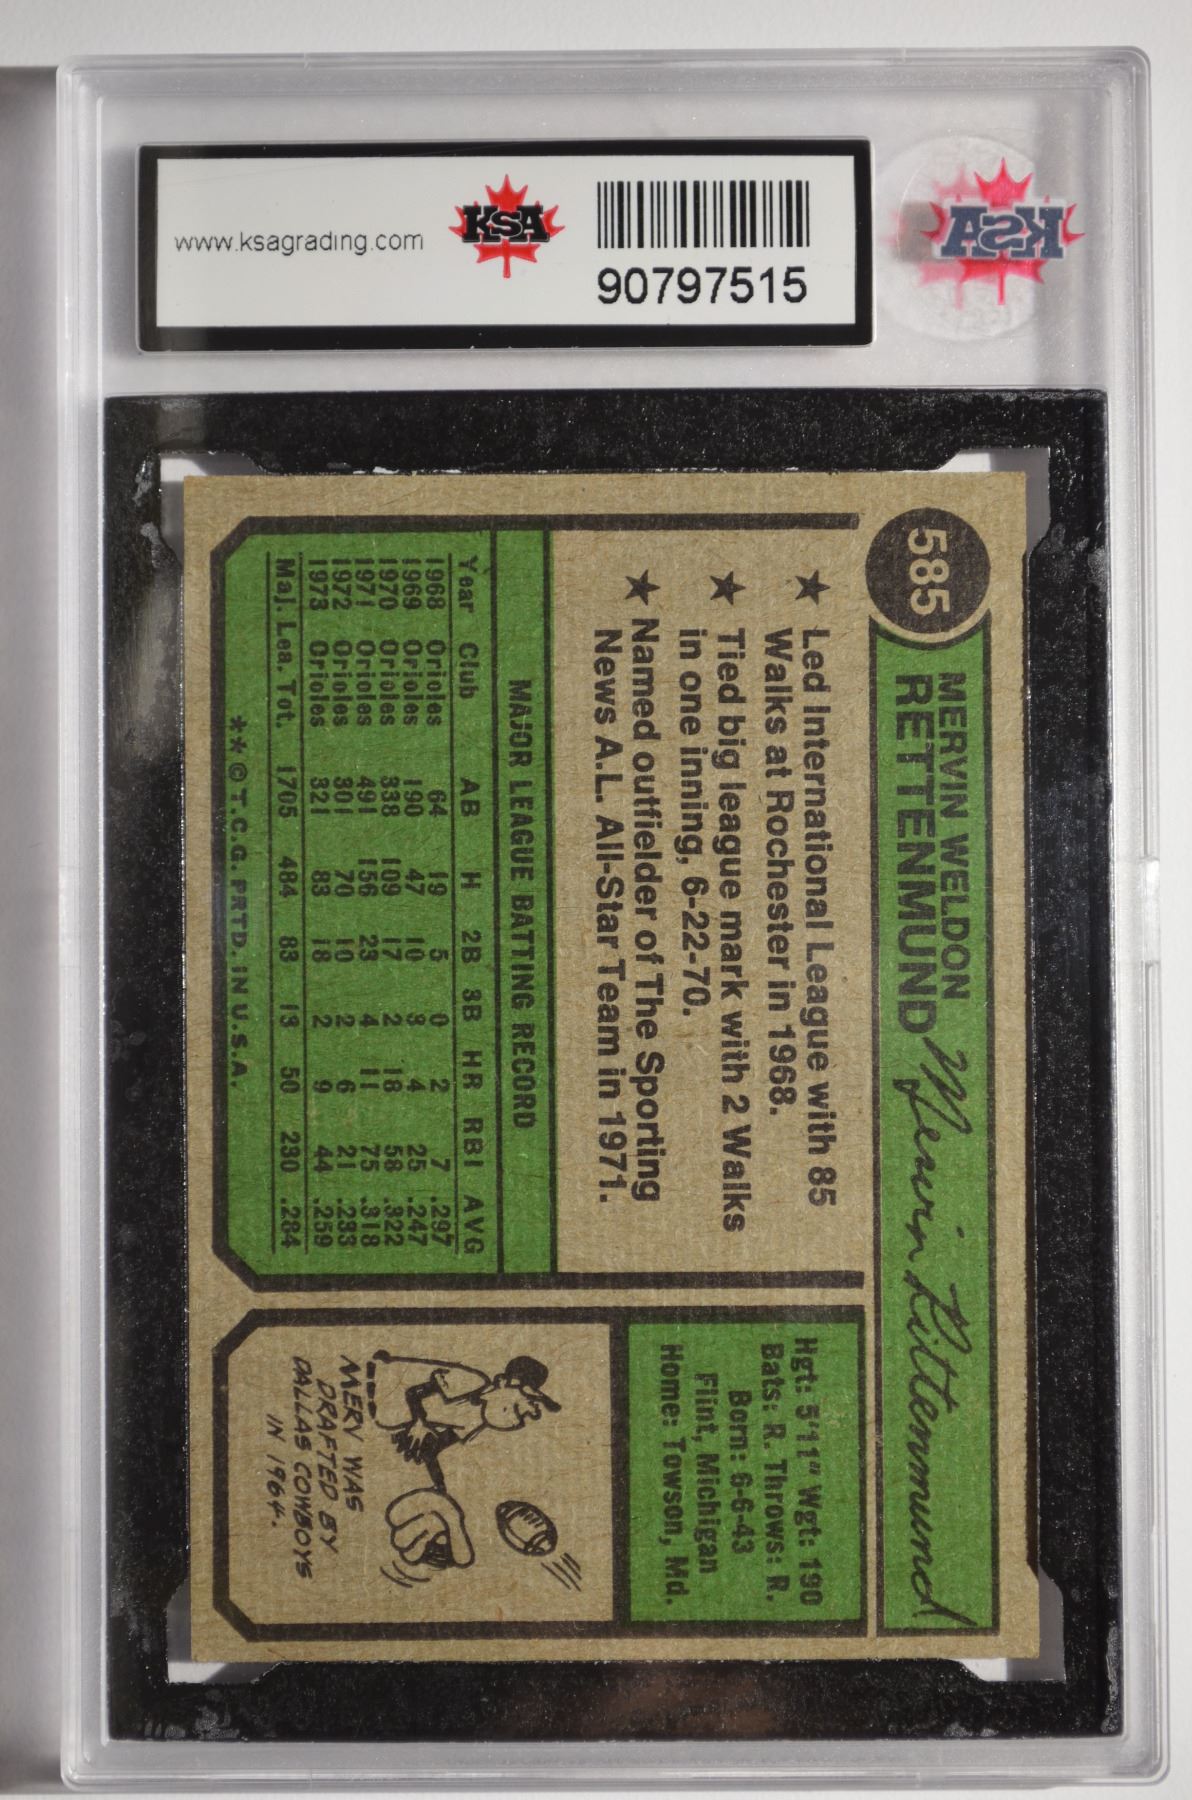 www.ksagrading.com
KSA
90797515
KSA
585
MERVIN WELDON
RETTENMUND
Mervin Rettenmund
★ Led International League with 85
Walks at Rochester in 1968.
★ Tied big league mark with 2 Walks
in one inning, 6-22-70.
★ Named outfielder of The Sporting
News A.L. All-Star Team in 1971.
Hgt: 5'11" Wgt: 190
Bats: R. Throws: R.
Born: 6-6-43
Flint, Michigan
Home: Towson, Md.
MAJOR LEAGUE BATTING RECORD
Year Club AB H 2B 3B HR RBI AVG
1968 Orioles 64 19 5 0 2 7 .297
1969 Orioles 190 47 10 3 4 25 .247
1970 Orioles 338 109 17 2 18 58 .322
1971 Orioles 491 156 23 4 11 75 .318
1972 Orioles 301 70 10 2 6 21 .233
1973 Orioles 321 83 18 2 9 44 .259
Maj. Lea. Tot. 1705 484 83 13 50 230 .284
**© T.C.G. PRTD. IN U.S.A.
MERV WAS
DRAFTED BY
DALLAS COWBOYS
IN 1964.